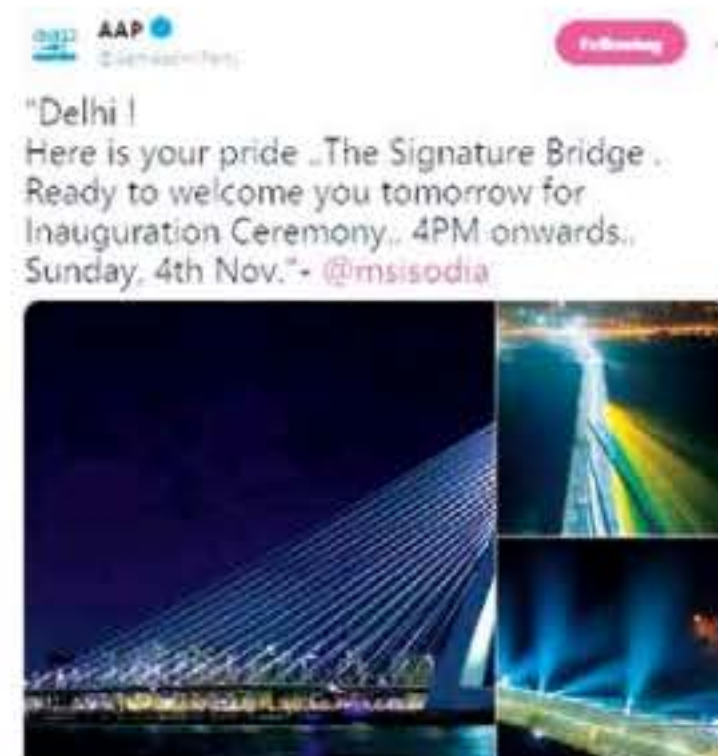 AAP
Following
"Delhi !
Here is your pride ..The Signature Bridge .
Ready to welcome you tomorrow for
Inauguration Ceremony.. 4PM onwards..
Sunday, 4th Nov."- @msisodia